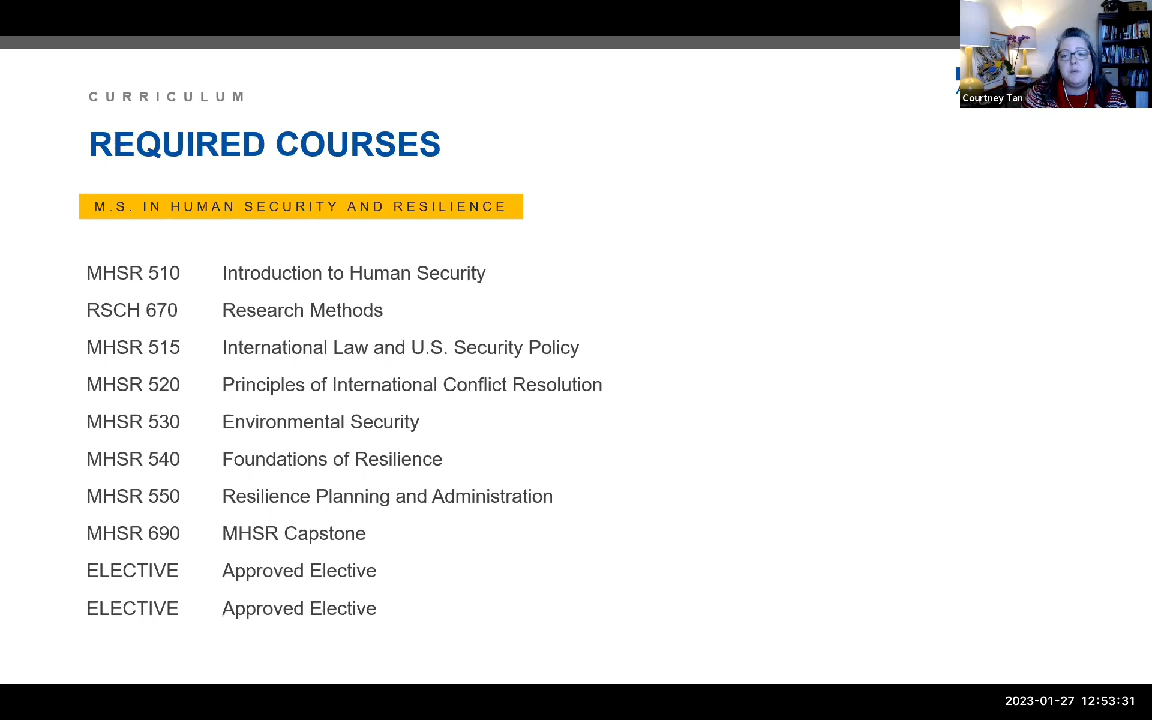 Courtney Tan
CURRICULUM
REQUIRED COURSES
M.S. IN HUMAN SECURITY AND RESILIENCE
MHSR 510 Introduction to Human Security
RSCH 670 Research Methods
MHSR 515 International Law and U.S. Security Policy
MHSR 520 Principles of International Conflict Resolution
MHSR 530 Environmental Security
MHSR 540 Foundations of Resilience
MHSR 550 Resilience Planning and Administration
MHSR 690 MHSR Capstone
ELECTIVE Approved Elective
ELECTIVE Approved Elective
2023-01-27 12:53:31